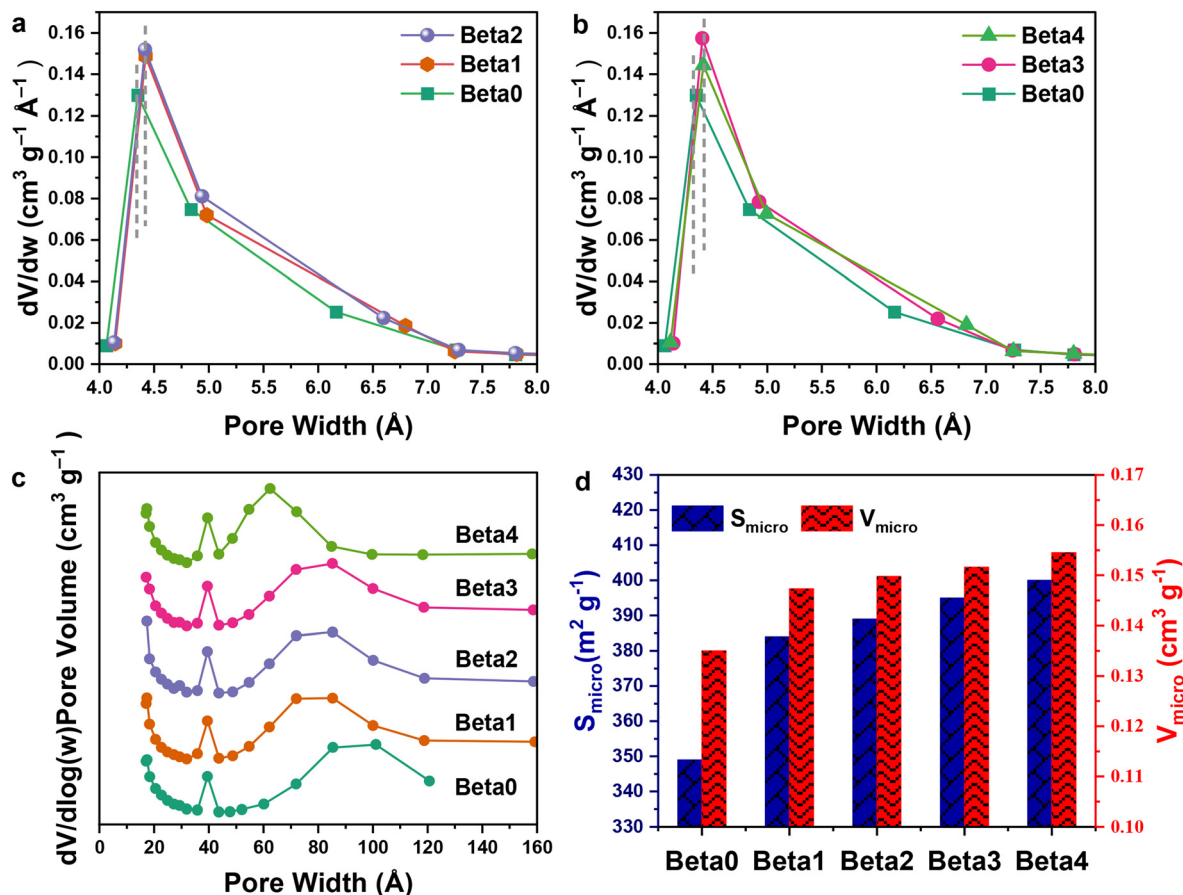 a
Beta2
Beta1
Beta0
0.16
0.14
0.12
0.10
0.08
0.06
0.04
0.02
0.00
dV/dw (cm³ g⁻¹ Å⁻¹)
4.0 4.5 5.0 5.5 6.0 6.5 7.0 7.5 8.0
Pore Width (Å)
b
Beta4
Beta3
Beta0
0.16
0.14
0.12
0.10
0.08
0.06
0.04
0.02
0.00
dV/dw (cm³ g⁻¹ Å⁻¹)
4.0 4.5 5.0 5.5 6.0 6.5 7.0 7.5 8.0
Pore Width (Å)
c
dV/dlog(w)Pore Volume (cm³ g⁻¹)
Beta4
Beta3
Beta2
Beta1
Beta0
0 20 40 60 80 100 120 140 160
Pore Width (Å)
d
S_micro V_micro
430
420
410
400
390
380
370
360
350
340
330
S_micro(m² g⁻¹)
0.17
0.16
0.15
0.14
0.13
0.12
0.11
0.10
V_micro (cm³ g⁻¹)
Beta0 Beta1 Beta2 Beta3 Beta4